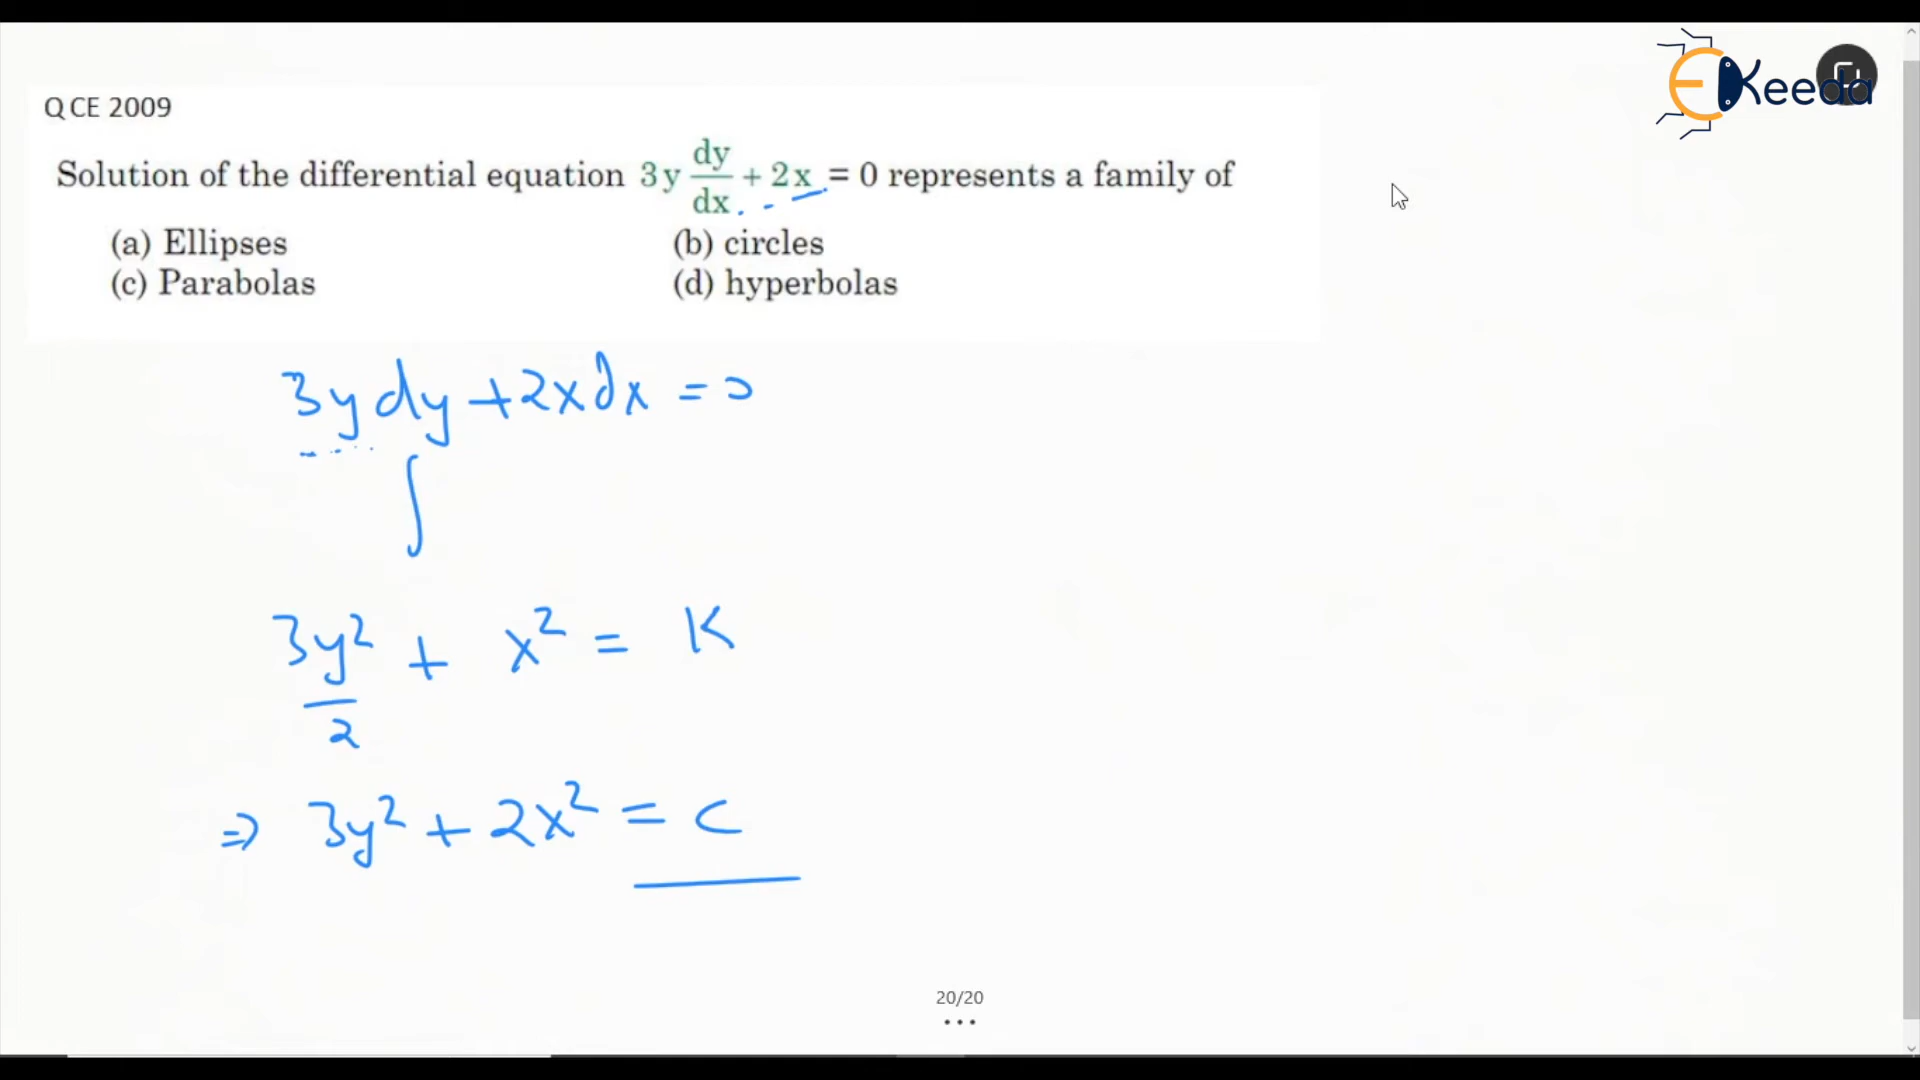 EKeeda
Q CE 2009
Solution of the differential equation 3y dy/dx + 2x = 0 represents a family of
(a) Ellipses (b) circles
(c) Parabolas (d) hyperbolas
3y dy + 2x dx = 0
∫
3y²/2 + x² = K
⇒ 3y² + 2x² = C
20/20